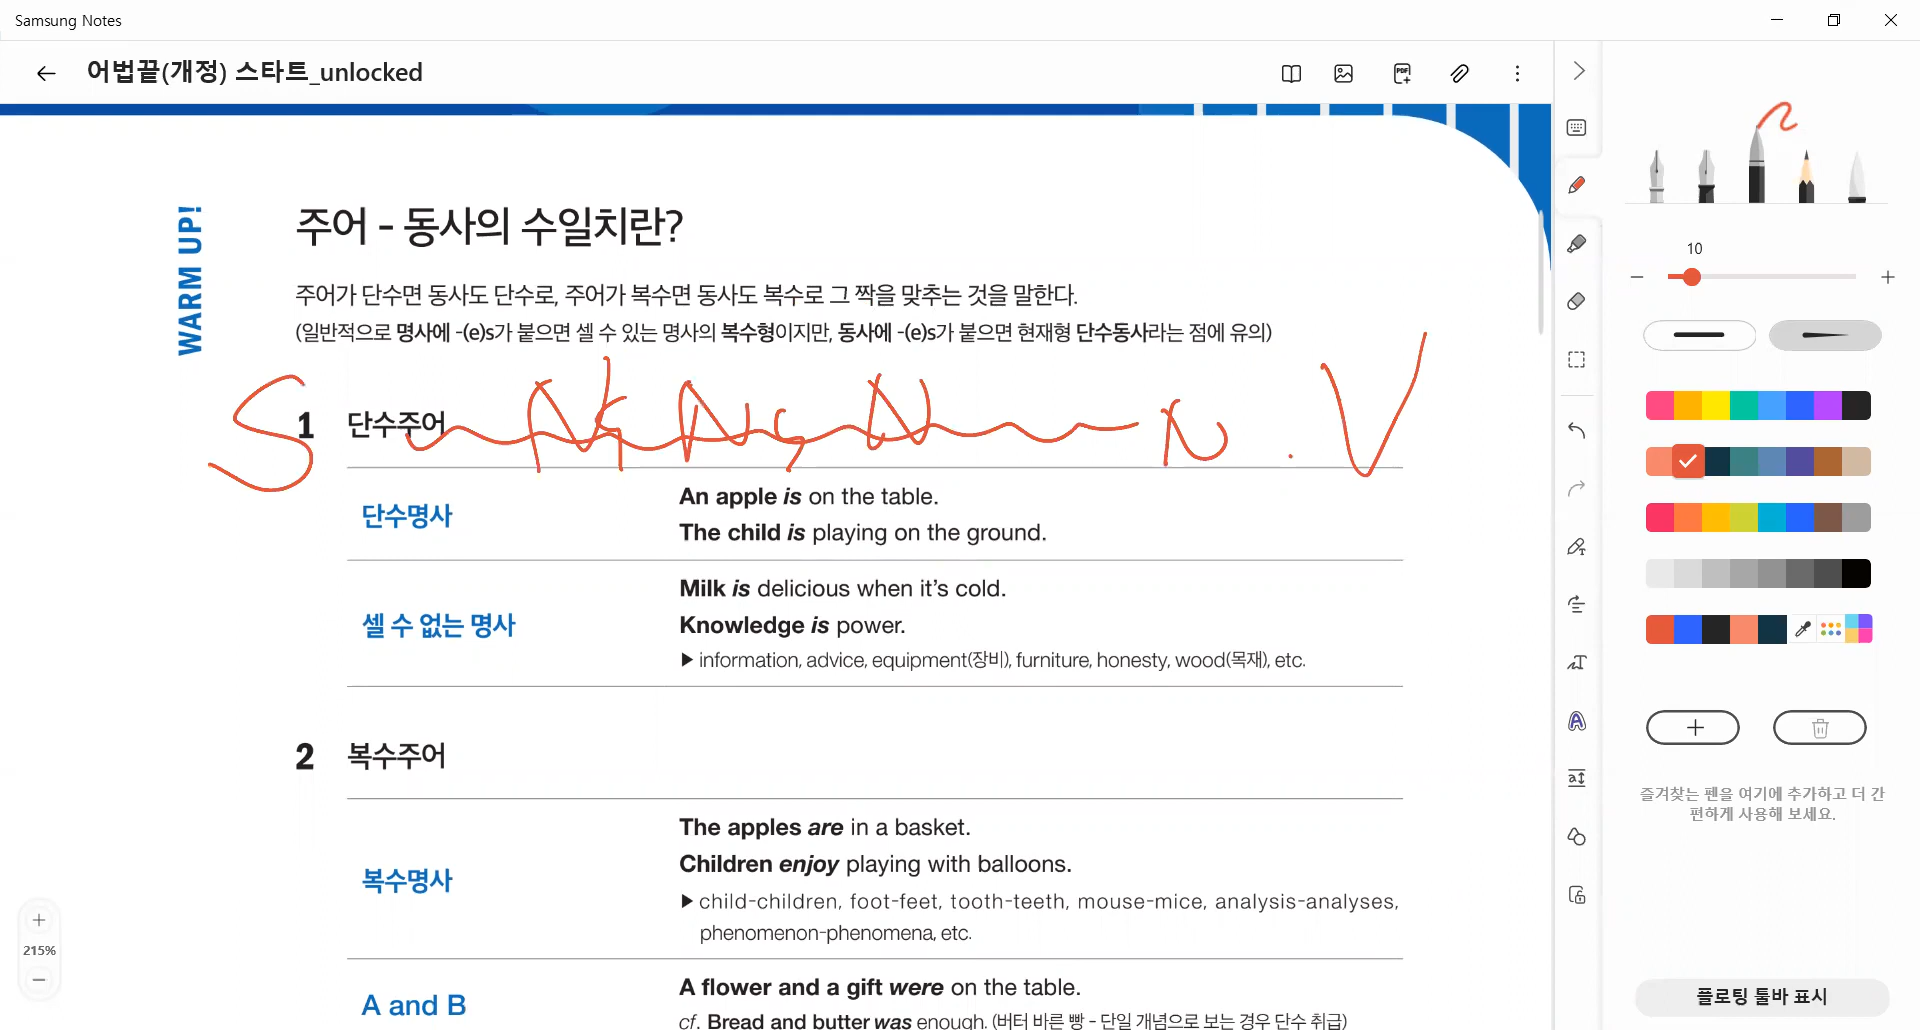 Samsung Notes
어법끝(개정) 스타트_unlocked
WARM UP!
주어 - 동사의 수일치란?
주어가 단수면 동사도 단수로, 주어가 복수면 동사도 복수로 그 짝을 맞추는 것을 말한다.
(일반적으로 명사에 -(e)s가 붙으면 셀 수 있는 명사의 복수형이지만, 동사에 -(e)s가 붙으면 현재형 단수동사라는 점에 유의)
S V
1 단수주어
단수명사
An apple is on the table.
The child is playing on the ground.
셀 수 없는 명사
Milk is delicious when it's cold.
Knowledge is power.
▶ information, advice, equipment(장비), furniture, honesty, wood(목재), etc.
2 복수주어
복수명사
The apples are in a basket.
Children enjoy playing with balloons.
▶ child-children, foot-feet, tooth-teeth, mouse-mice, analysis-analyses,
phenomenon-phenomena, etc.
A and B
A flower and a gift were on the table.
cf. Bread and butter was enough. (버터 바른 빵 - 단일 개념으로 보는 경우 단수 취급)
215%
PDF
10
즐겨찾는 펜을 여기에 추가하고 더 간
편하게 사용해 보세요.
플로팅 툴바 표시